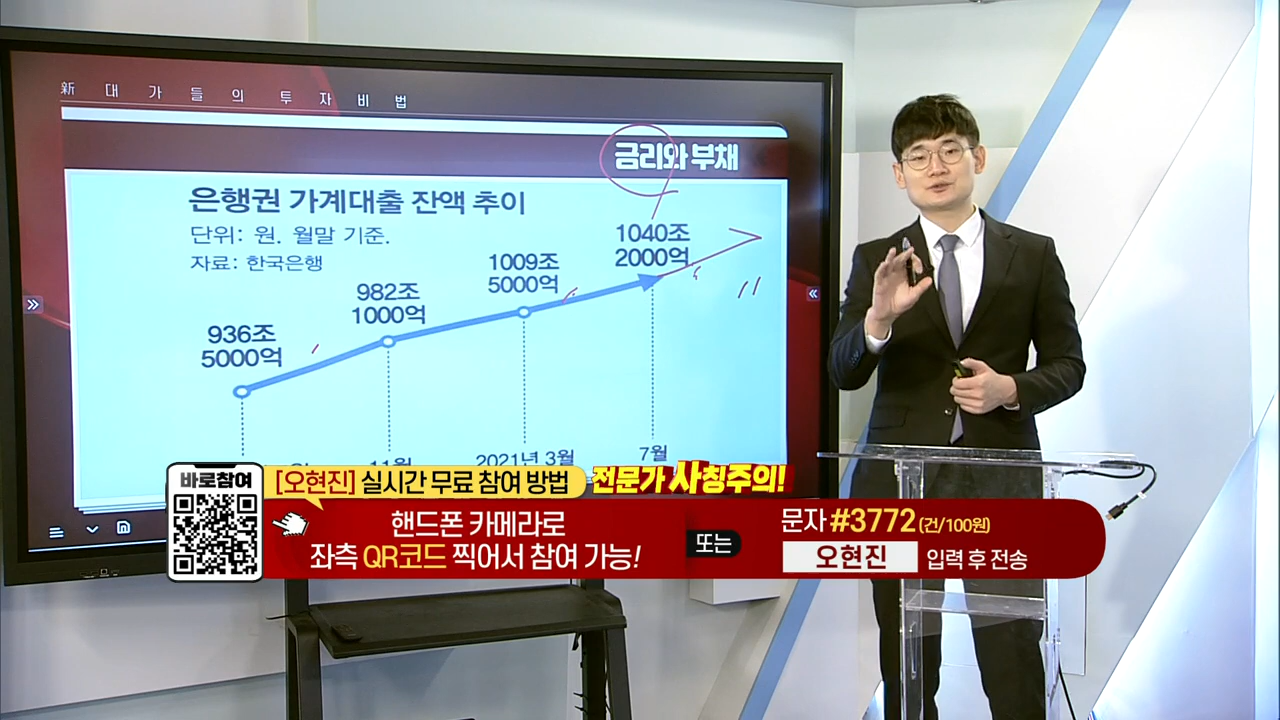 新 대가들의 투자비법
금리와 부채
은행권 가계대출 잔액 추이
단위: 원. 월말 기준.
자료: 한국은행
936조
5000억
982조
1000억
1009조
5000억
1040조
2000억
11월
2021년 3월
7월
바로참여
[오현진] 실시간 무료 참여 방법
전문가 사칭주의!
핸드폰 카메라로
좌측 QR코드 찍어서 참여 가능!
또는
문자 #3772 (건/100원)
오현진 입력 후 전송